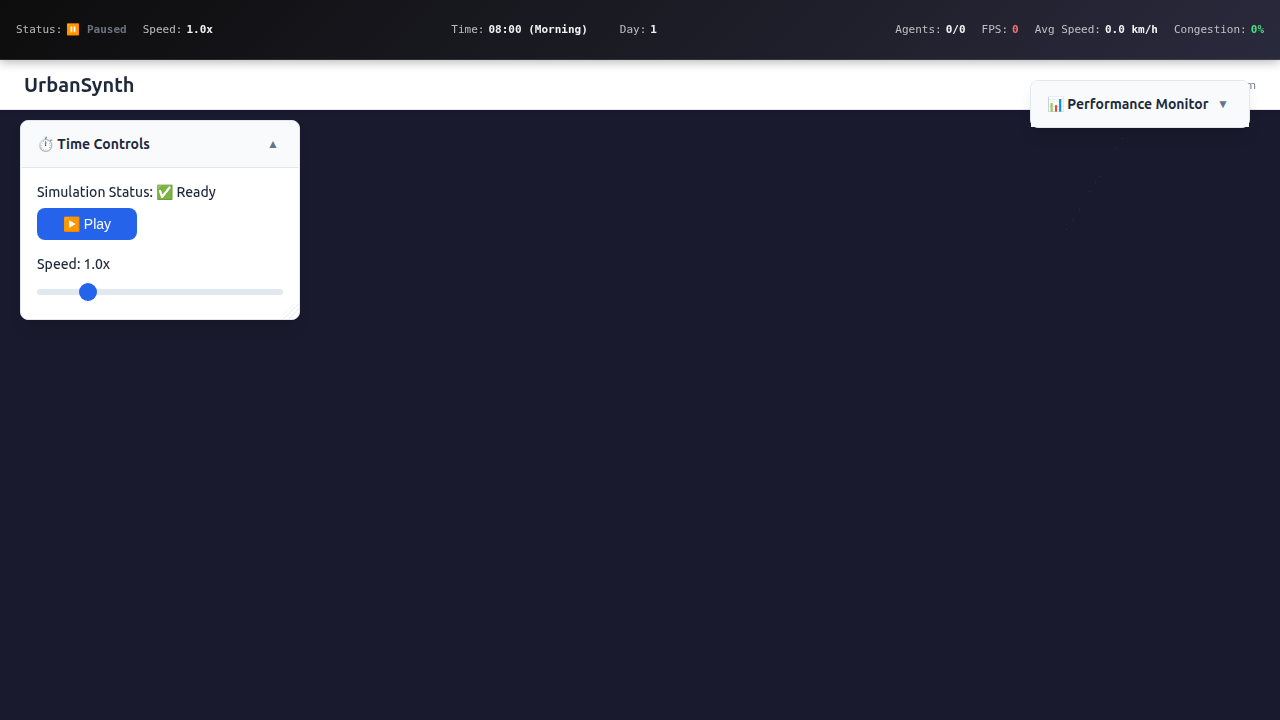 Status: ⏸️ Paused Speed: 1.0x Time: 08:00 (Morning) Day: 1 Agents: 0/0 FPS: 0 Avg Speed: 0.0 km/h Congestion: 0%
UrbanSynth
📊 Performance Monitor ▼
⏱️ Time Controls ▲
Simulation Status: ✅ Ready
▶️ Play
Speed: 1.0x